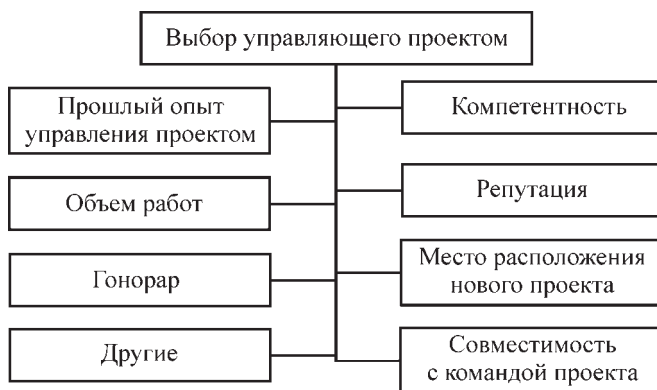 Выбор управляющего проектом
Прошлый опыт
управления проектом
Компетентность
Объем работ
Репутация
Гонорар
Место расположения
нового проекта
Другие
Совместимость
с командой проекта